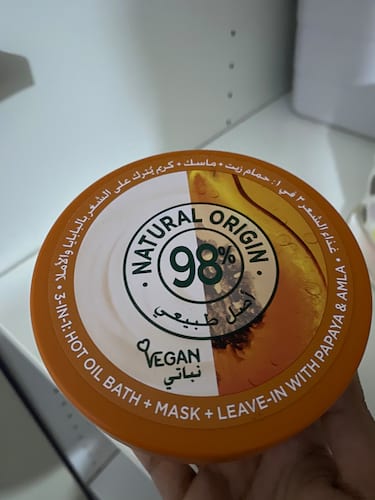 غذاء الشعر ٣ في ١: حمام زيت • ماسك • كريم يُترك على الشعر بالبابايا والأملا •
NATURAL ORIGIN
98%
أصل طبيعي
VEGAN
نباتي
3-IN-1: HOT OIL BATH + MASK + LEAVE-IN WITH PAPAYA & AMLA •